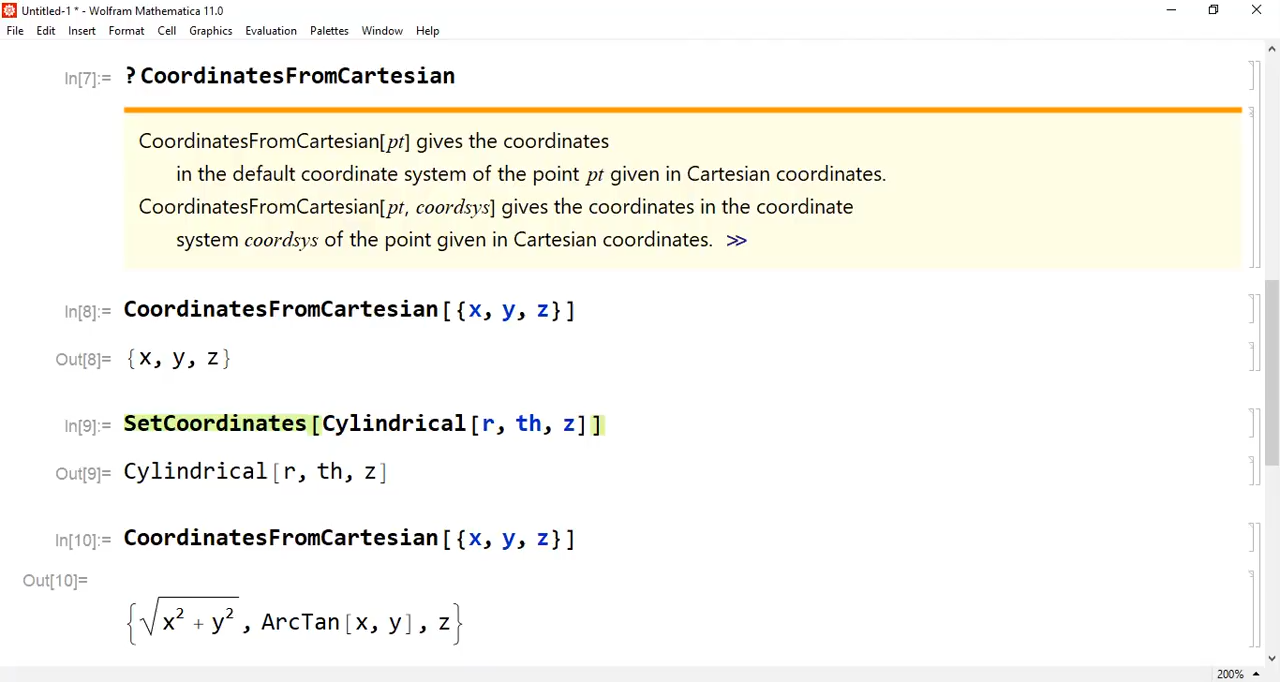 Untitled-1 * - Wolfram Mathematica 11.0
File Edit Insert Format Cell Graphics Evaluation Palettes Window Help
In[7]:= ? CoordinatesFromCartesian
CoordinatesFromCartesian[pt] gives the coordinates
in the default coordinate system of the point pt given in Cartesian coordinates.
CoordinatesFromCartesian[pt, coordsys] gives the coordinates in the coordinate
system coordsys of the point given in Cartesian coordinates. >>
In[8]:= CoordinatesFromCartesian[{x, y, z}]
Out[8]= {x, y, z}
In[9]:= SetCoordinates[Cylindrical[r, th, z]]
Out[9]= Cylindrical[r, th, z]
In[10]:= CoordinatesFromCartesian[{x, y, z}]
Out[10]=
{√x² + y², ArcTan[x, y], z}
200%